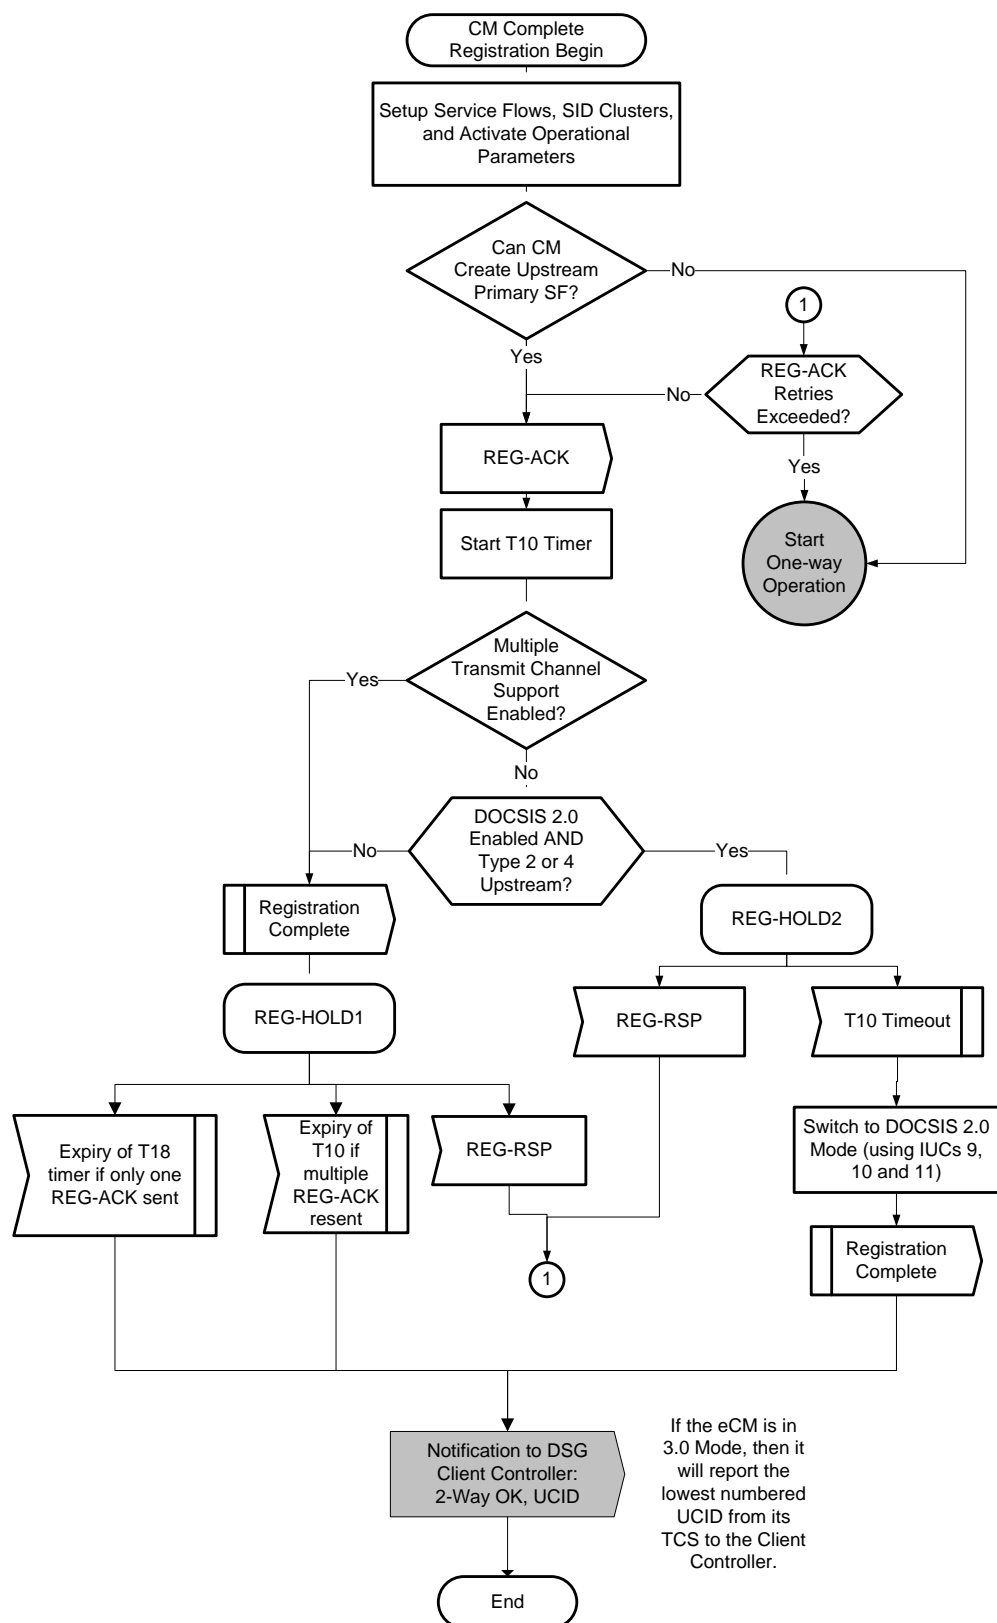 CM Complete
Registration Begin
Setup Service Flows, SID Clusters,
and Activate Operational
Parameters
Can CM
Create Upstream
Primary SF?
No
1
Yes
REG-ACK
Retries
Exceeded?
No
REG-ACK
Yes
Start T10 Timer
Start
One-way
Operation
Multiple
Transmit Channel
Support
Enabled?
Yes
No
DOCSIS 2.0
Enabled AND
Type 2 or 4
Upstream?
No
Yes
Registration
Complete
REG-HOLD2
REG-HOLD1
REG-RSP
T10 Timeout
Expiry of T18
timer if only one
REG-ACK sent
Expiry of
T10 if
multiple
REG-ACK
resent
REG-RSP
Switch to DOCSIS 2.0
Mode (using IUCs 9,
10 and 11)
1
Registration
Complete
Notification to DSG
Client Controller:
2-Way OK, UCID
If the eCM is in
3.0 Mode, then it
will report the
lowest numbered
UCID from its
TCS to the Client
Controller.
End